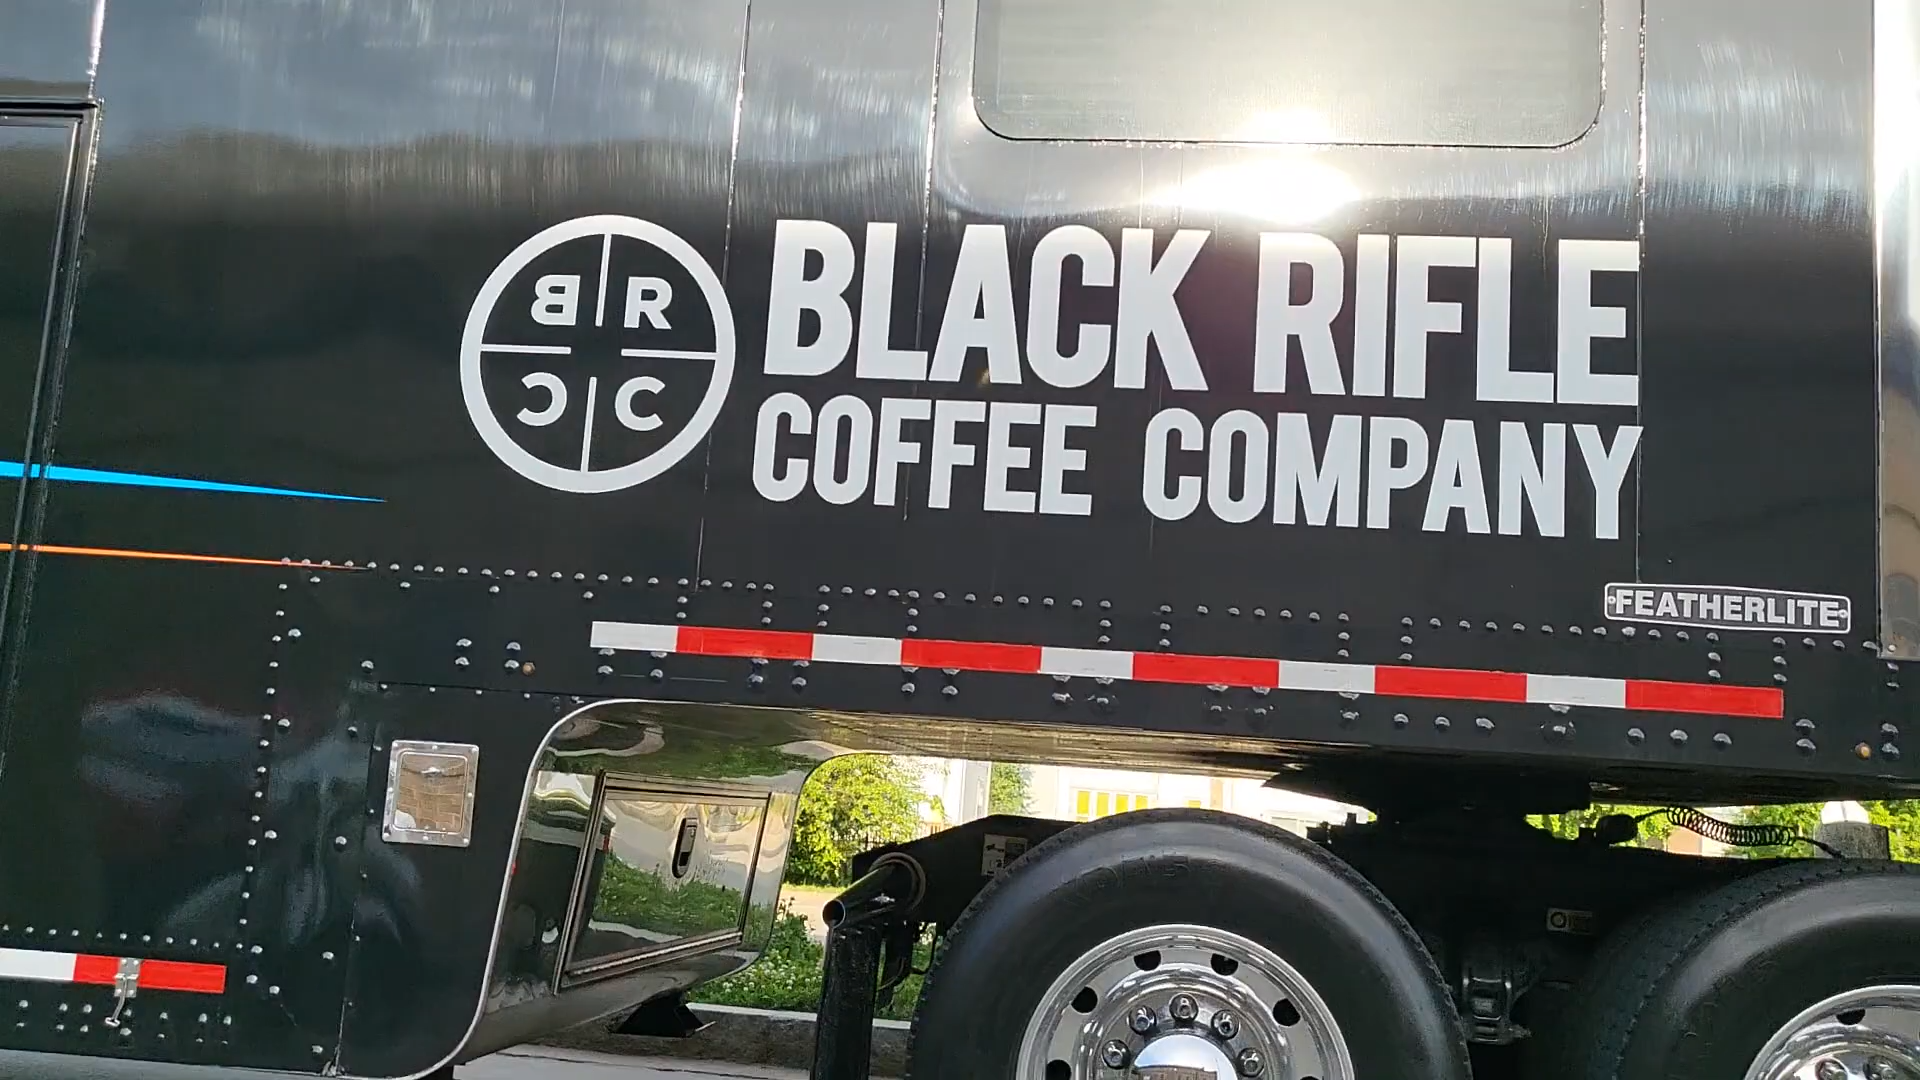 B R
C C
BLACK RIFLE
COFFEE COMPANY
FEATHERLITE